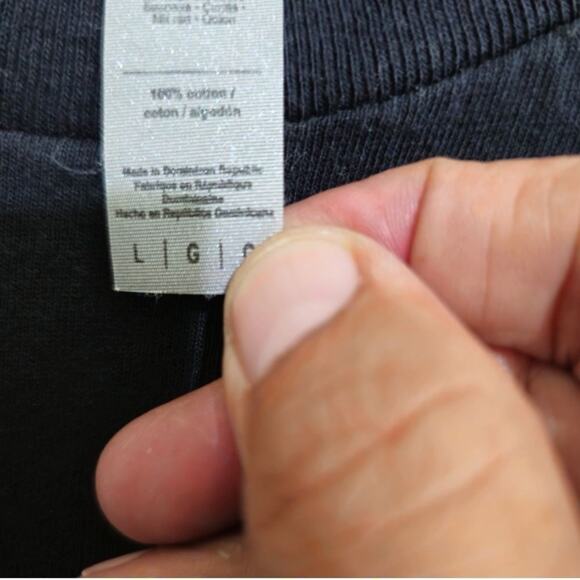 100% cotton /
coton / algodón
Made in Dominican Republic
Fabriqué en République
Dominicaine
Hecho en República Dominicana
L | G |